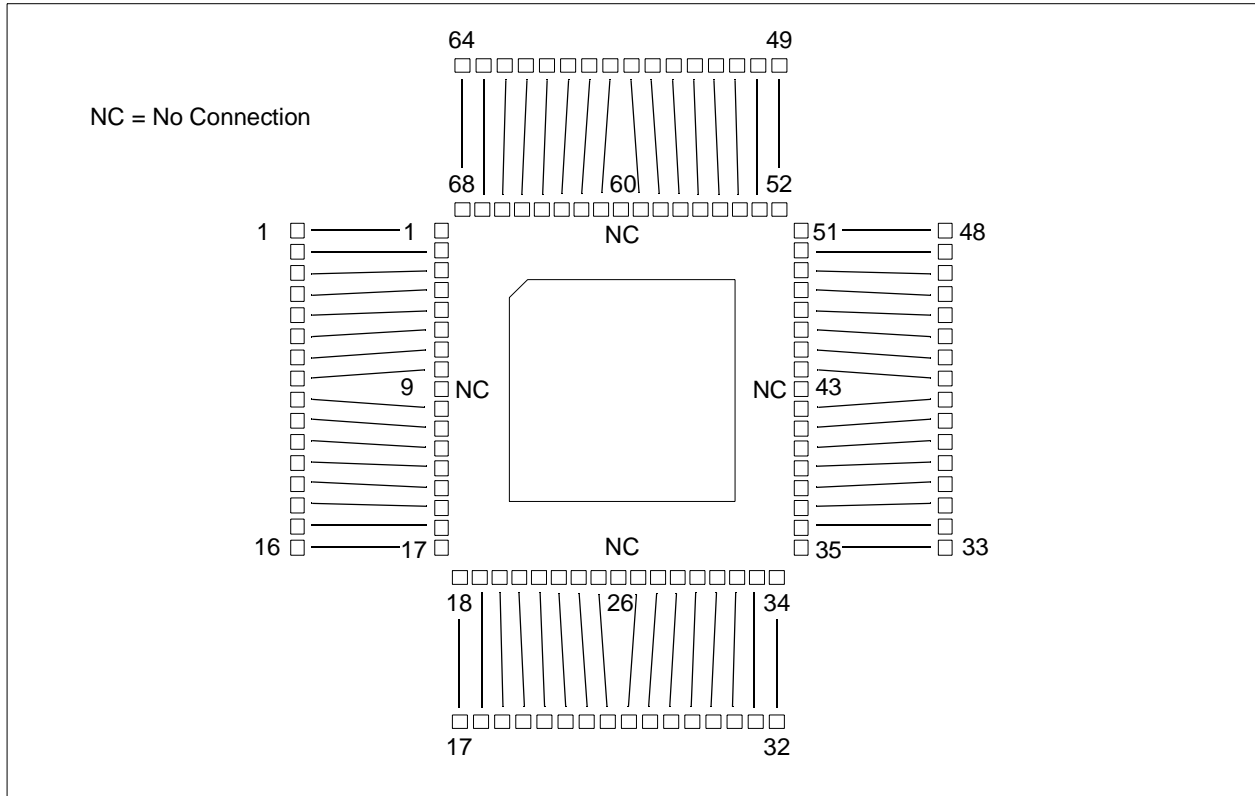 64 49
NC = No Connection
68 60 52
1 1 NC 51 48
9 NC NC 43
16 17 NC 35 33
18 26 34
17 32